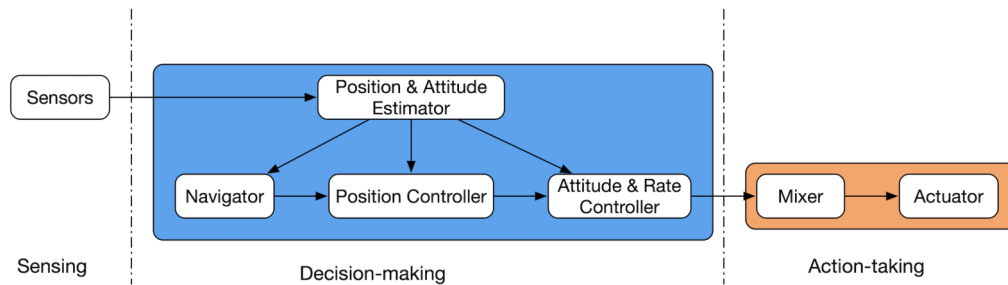 Sensors
Position & Attitude
Estimator
Navigator
Position Controller
Attitude & Rate
Controller
Mixer
Actuator
Sensing
Decision-making
Action-taking